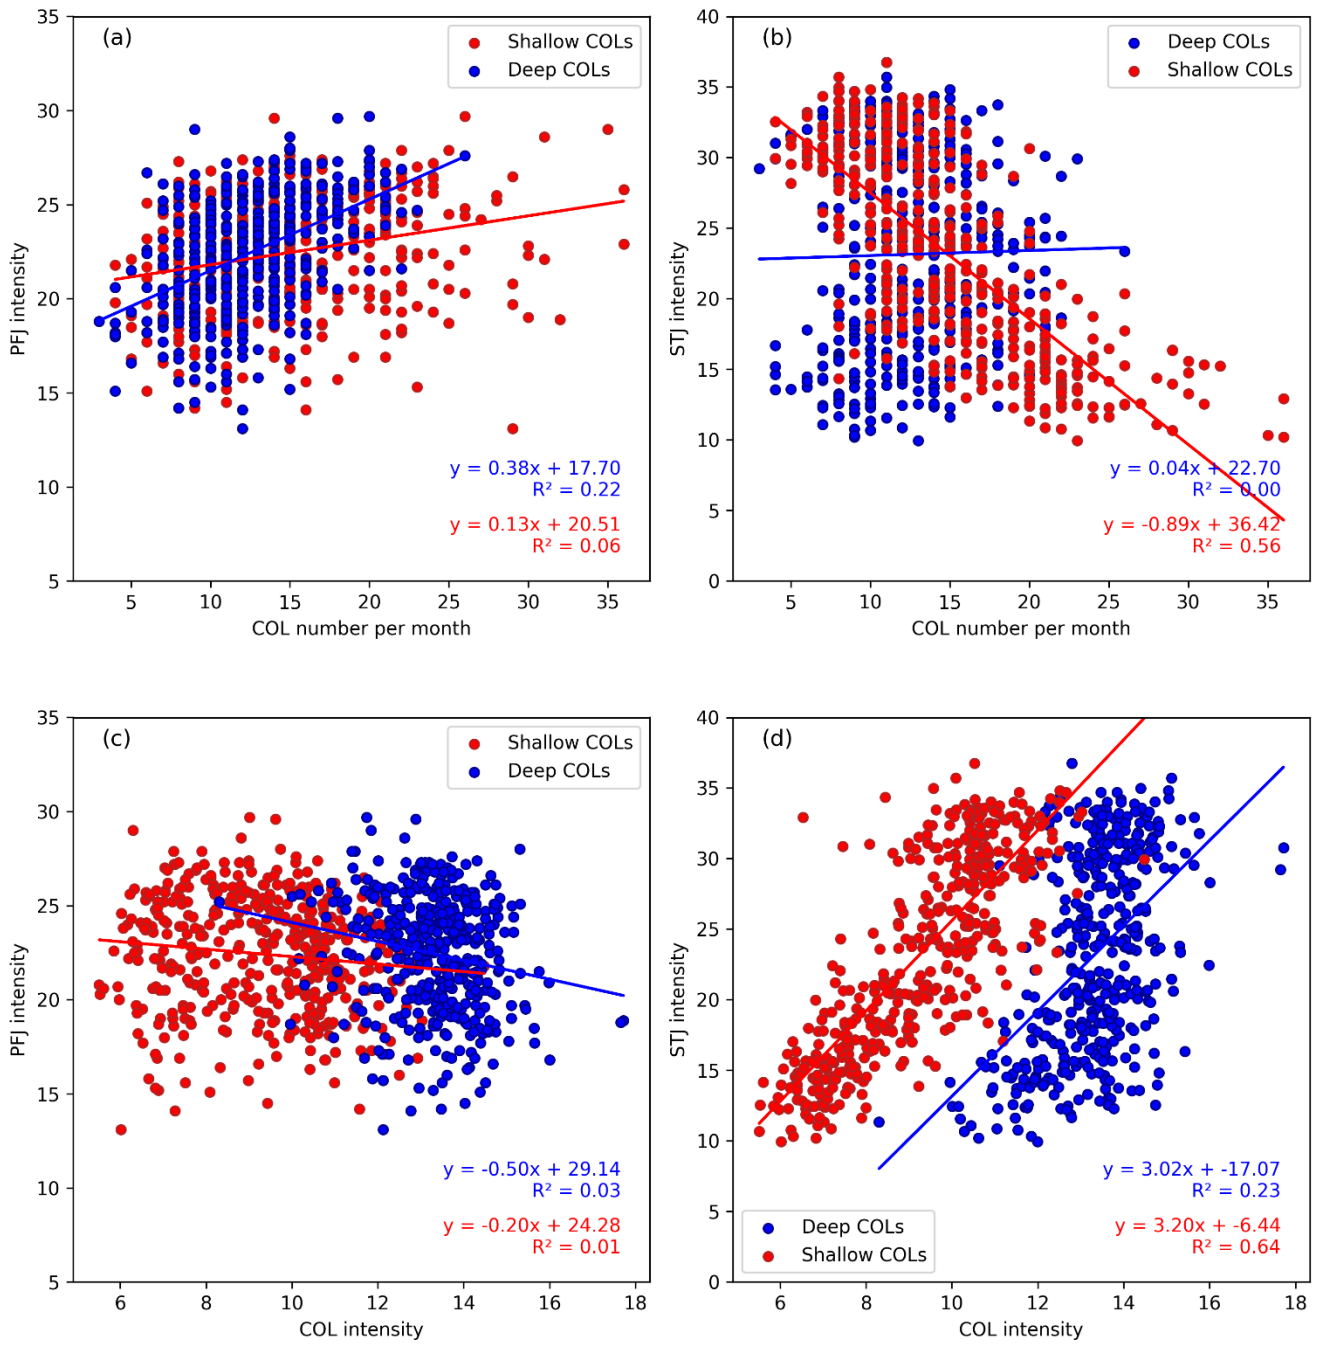 (a)
Shallow COLs
Deep COLs
35
30
25
20
15
10
5
PFJ intensity
y = 0.38x + 17.70
R² = 0.22
y = 0.13x + 20.51
R² = 0.06
5 10 15 20 25 30 35
COL number per month
(b)
Deep COLs
Shallow COLs
40
35
30
25
20
15
10
5
0
STJ intensity
y = 0.04x + 22.70
R² = 0.00
y = -0.89x + 36.42
R² = 0.56
5 10 15 20 25 30 35
COL number per month
(c)
Shallow COLs
Deep COLs
35
30
25
20
15
10
5
PFJ intensity
y = -0.50x + 29.14
R² = 0.03
y = -0.20x + 24.28
R² = 0.01
6 8 10 12 14 16 18
COL intensity
(d)
40
35
30
25
20
15
10
5
0
STJ intensity
y = 3.02x + -17.07
R² = 0.23
y = 3.20x + -6.44
R² = 0.64
Deep COLs
Shallow COLs
6 8 10 12 14 16 18
COL intensity